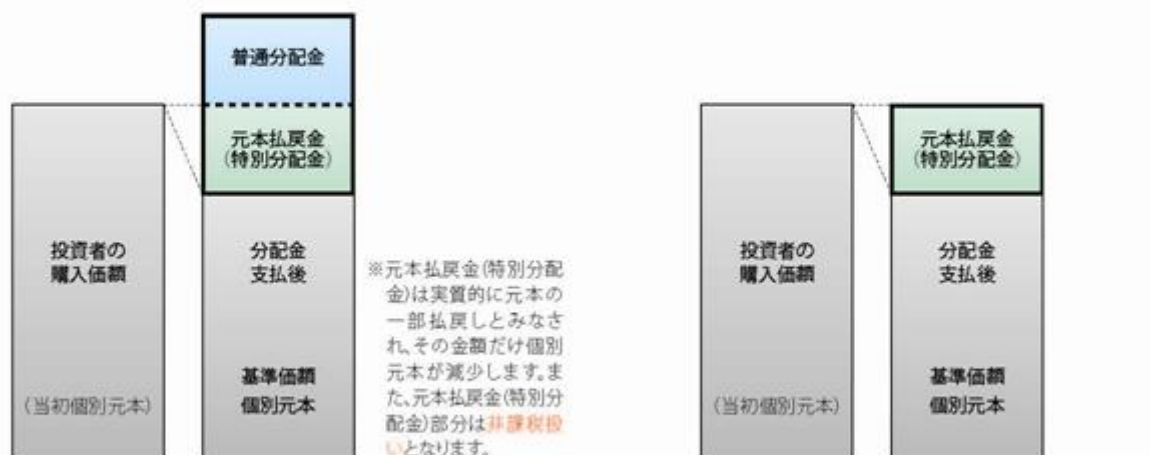 普通分配金
元本払戻金
(特別分配金)
投資者の
購入価額
(当初個別元本)
分配金
支払後
基準価額
個別元本
※元本払戻金(特別分配
金)は実質的に元本の
一部払戻しとみなさ
れ、その金額だけ個別
元本が減少します。ま
た、元本払戻金(特別分
配金)部分は非課税扱
いとなります。
元本払戻金
(特別分配金)
投資者の
購入価額
(当初個別元本)
分配金
支払後
基準価額
個別元本